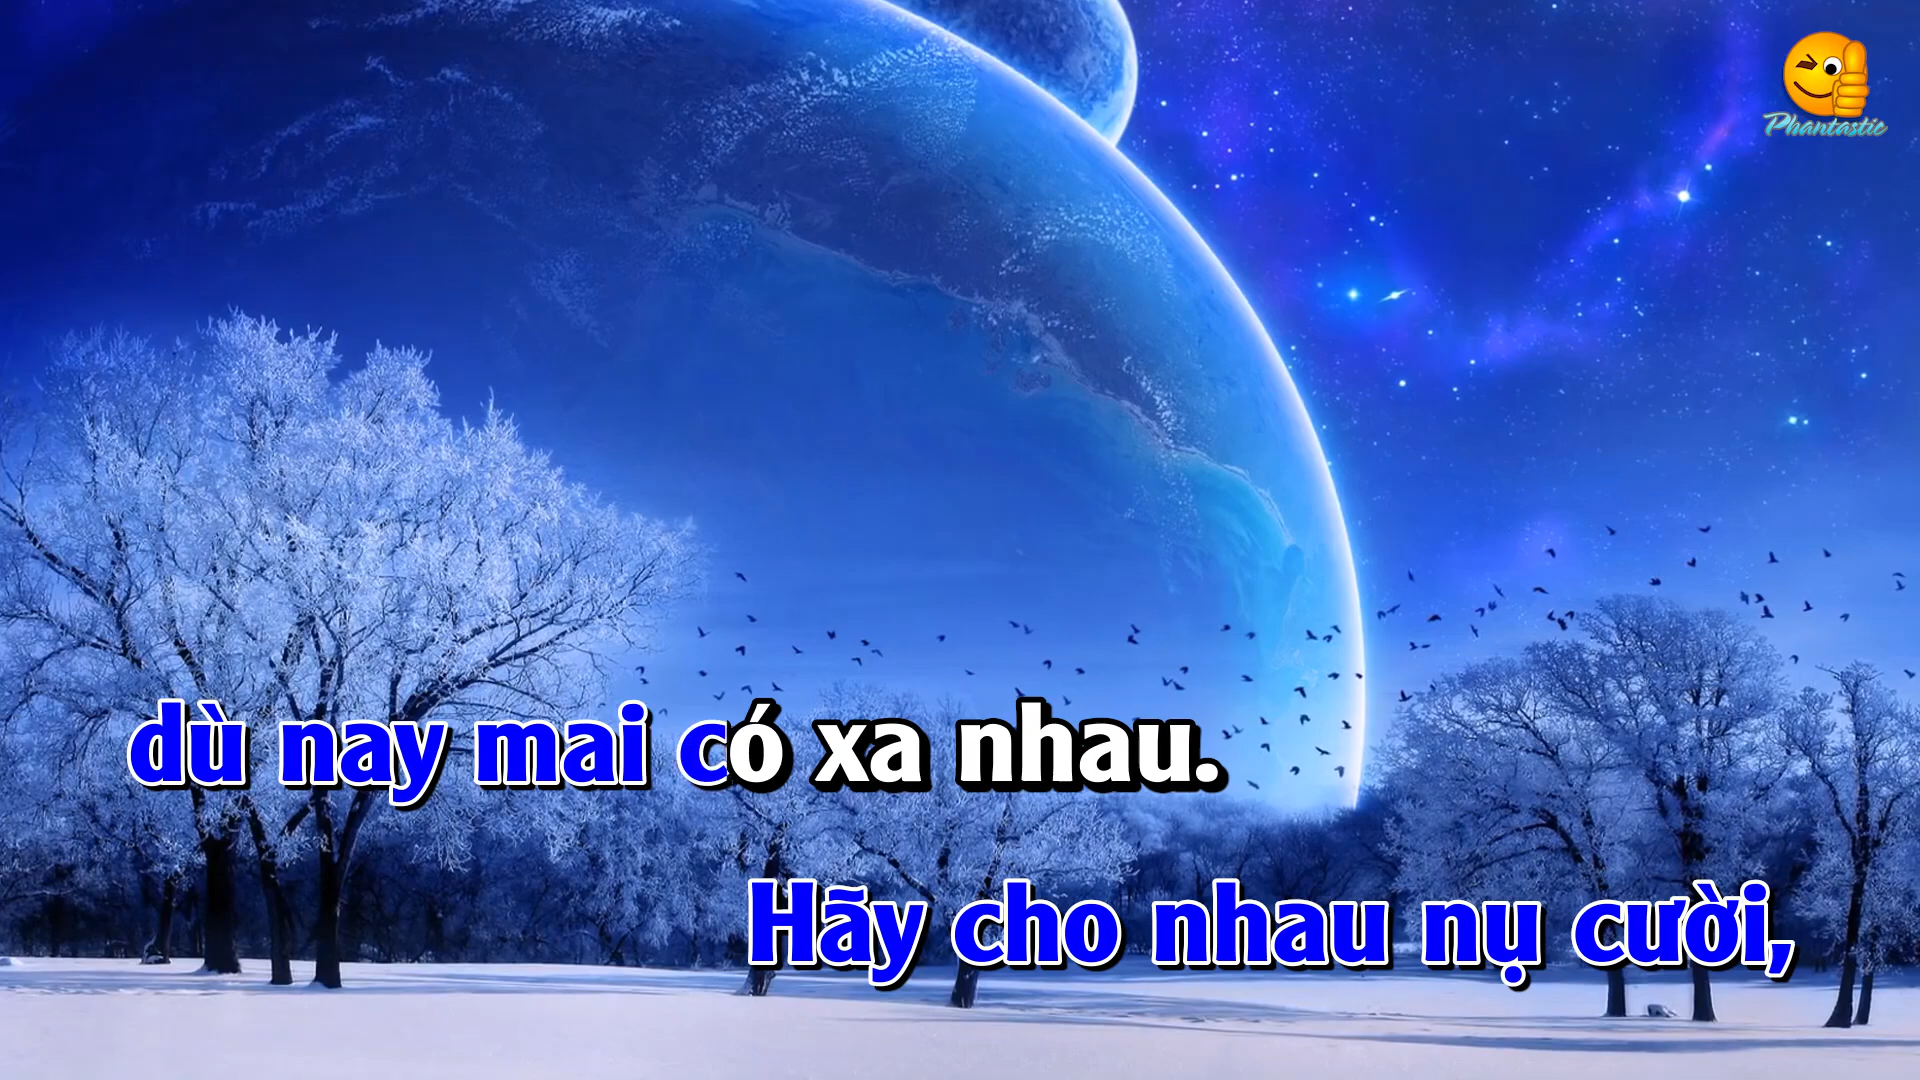 Phantastic
dù nay mai có xa nhau.
Hãy cho nhau nụ cười,